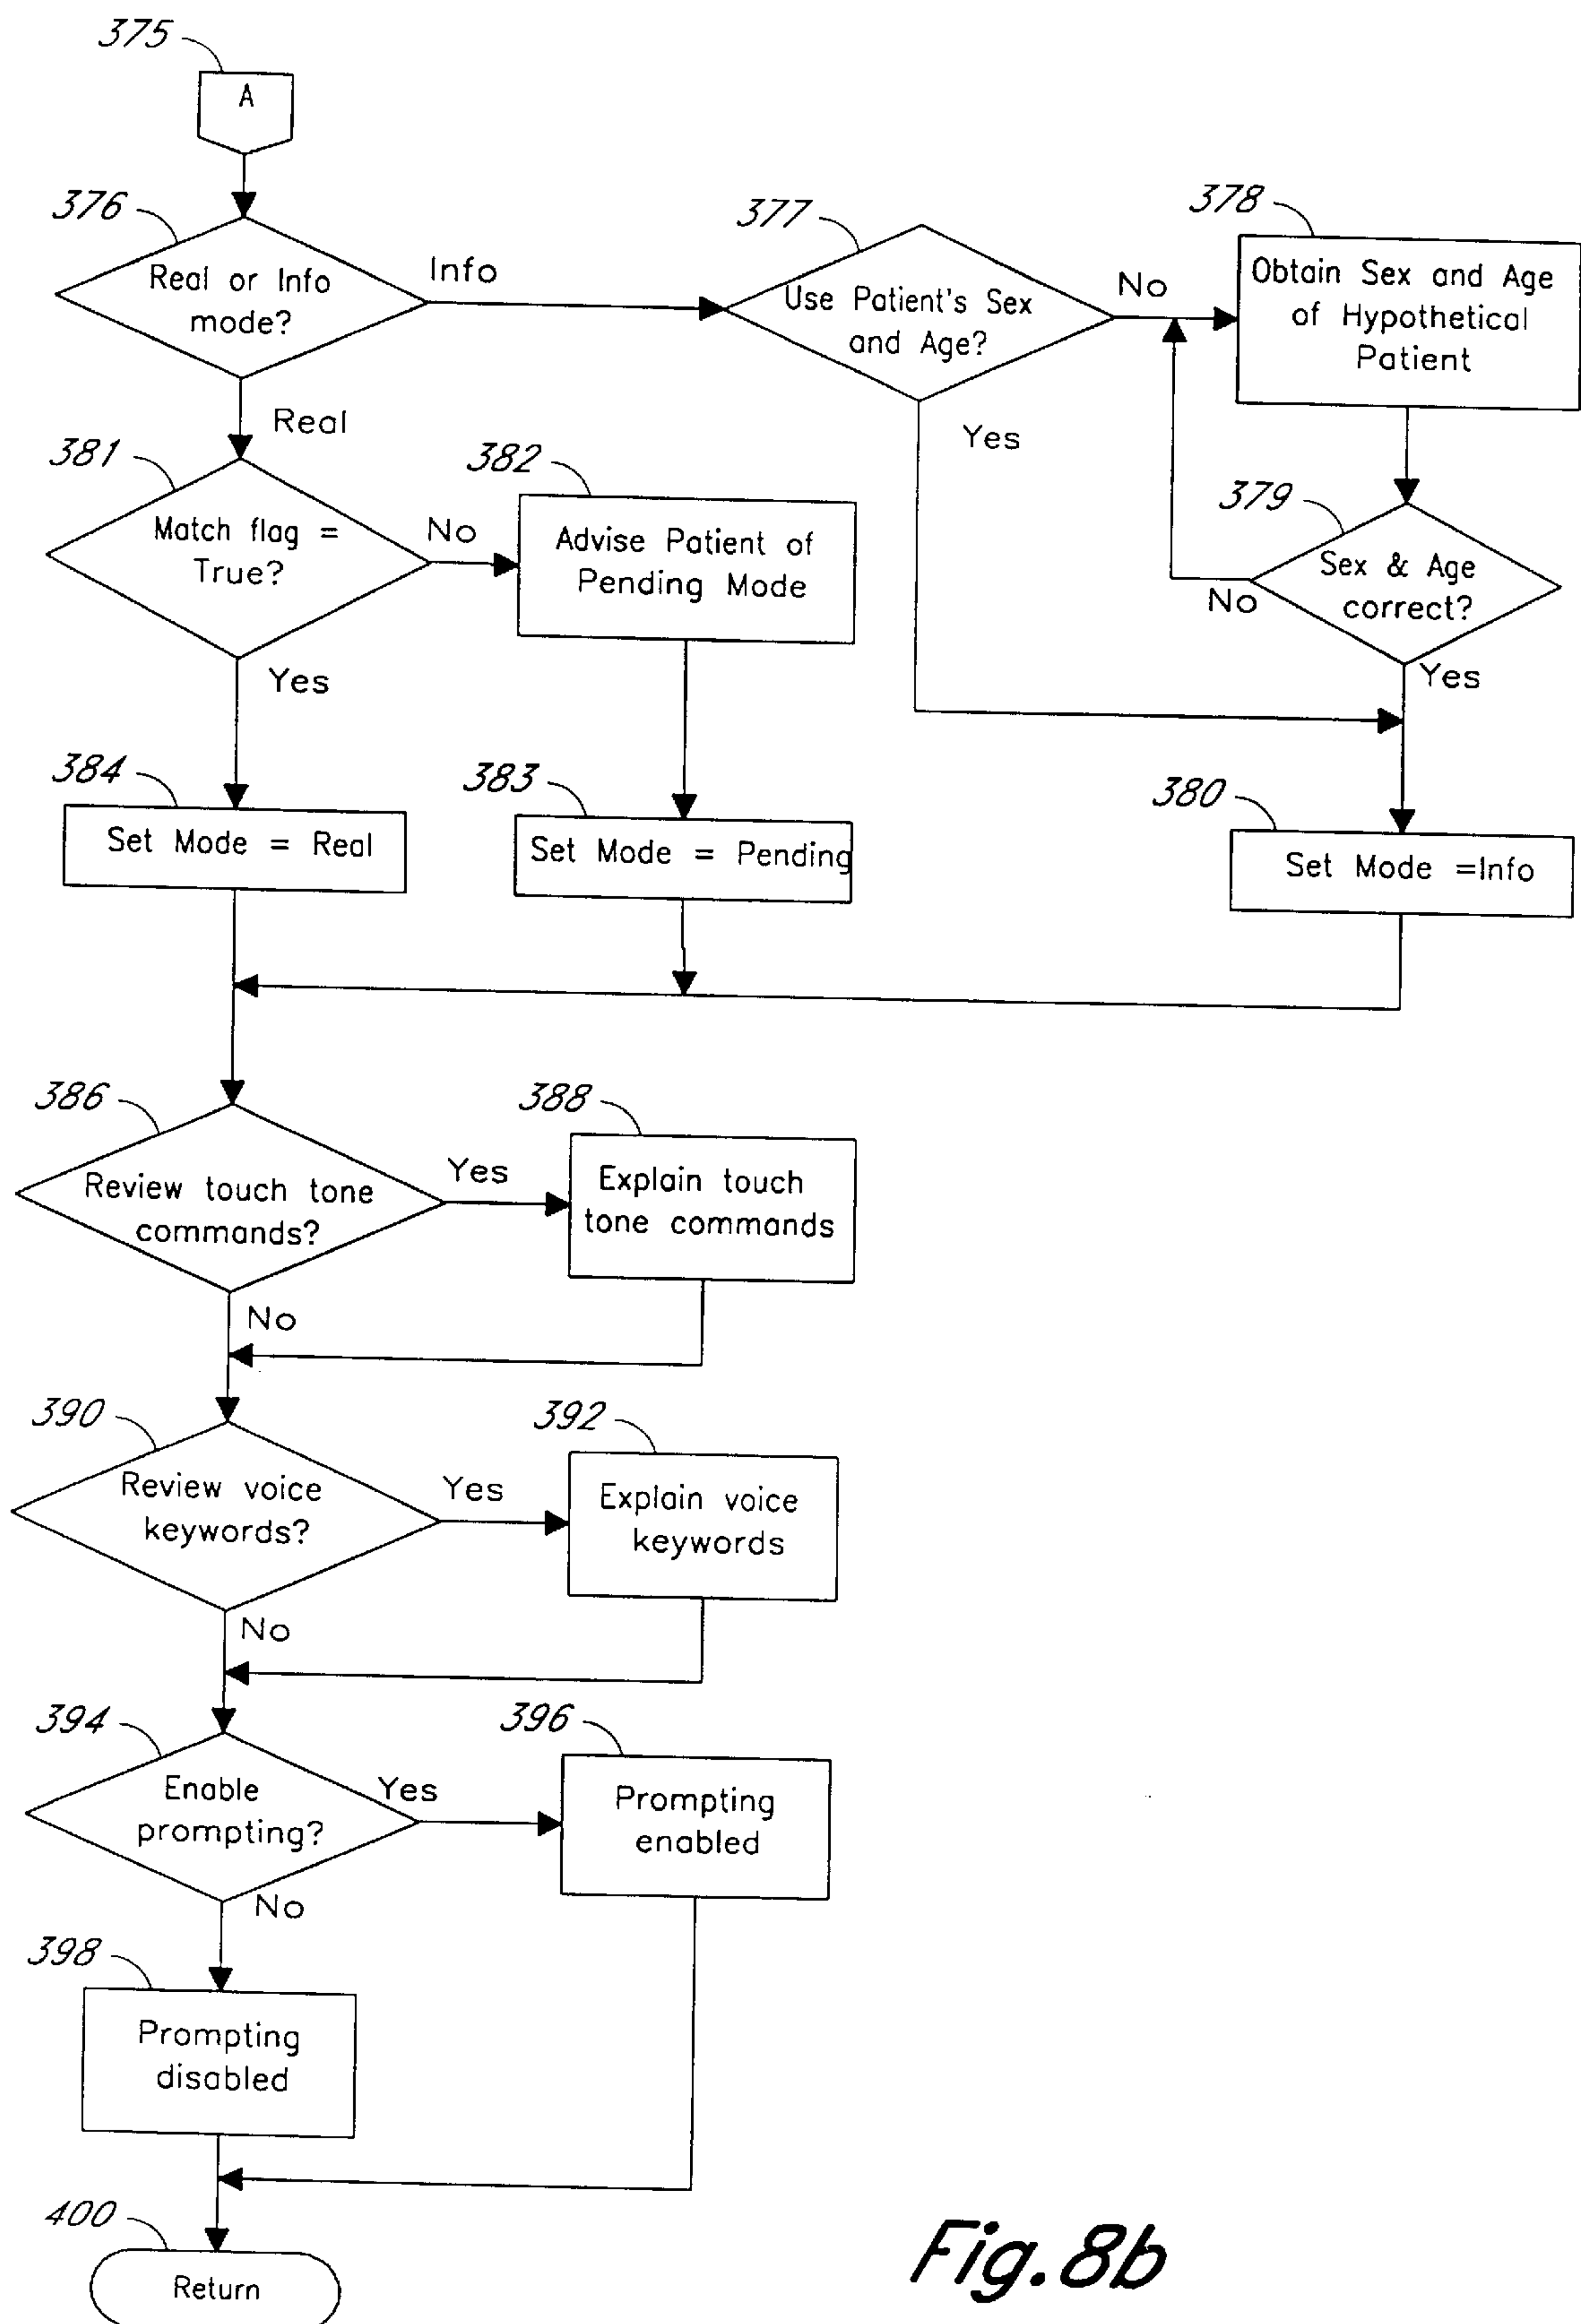 375
A
376
Real or Info
mode?
Info
377
Use Patient's Sex
and Age?
No
378
Obtain Sex and Age
of Hypothetical
Patient
Real
Yes
381
Match flag =
True?
No
382
Advise Patient of
Pending Mode
379
Sex & Age
correct?
No
Yes
Yes
384
Set Mode = Real
383
Set Mode = Pending
380
Set Mode =Info
386
Review touch tone
commands?
Yes
388
Explain touch
tone commands
No
390
Review voice
keywords?
Yes
392
Explain voice
keywords
No
394
Enable
prompting?
Yes
396
Prompting
enabled
No
398
Prompting
disabled
400
Return
Fig.8b